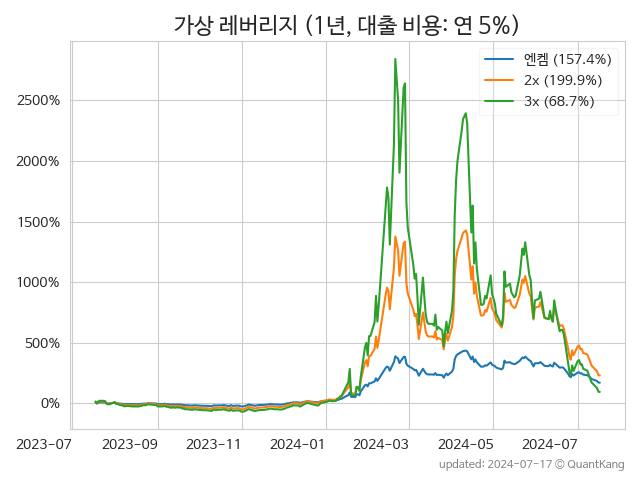 가상 레버리지 (1년, 대출 비용: 연 5%)
엔켐 (157.4%)
2x (199.9%)
3x (68.7%)
2500%
2000%
1500%
1000%
500%
0%
2023-07 2023-09 2023-11 2024-01 2024-03 2024-05 2024-07
updated: 2024-07-17 © QuantKang